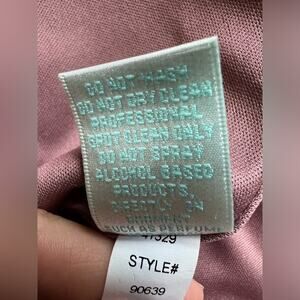 DO NOT WASH
DO NOT DRY CLEAN
PROFESSIONAL
SPOT CLEAN ONLY
DO NOT SPRAY
ALCOHOL BASED
PRODUCTS
DIRECTLY ON
GARMENT
SUCH AS PERFUME
47329
STYLE#
90639